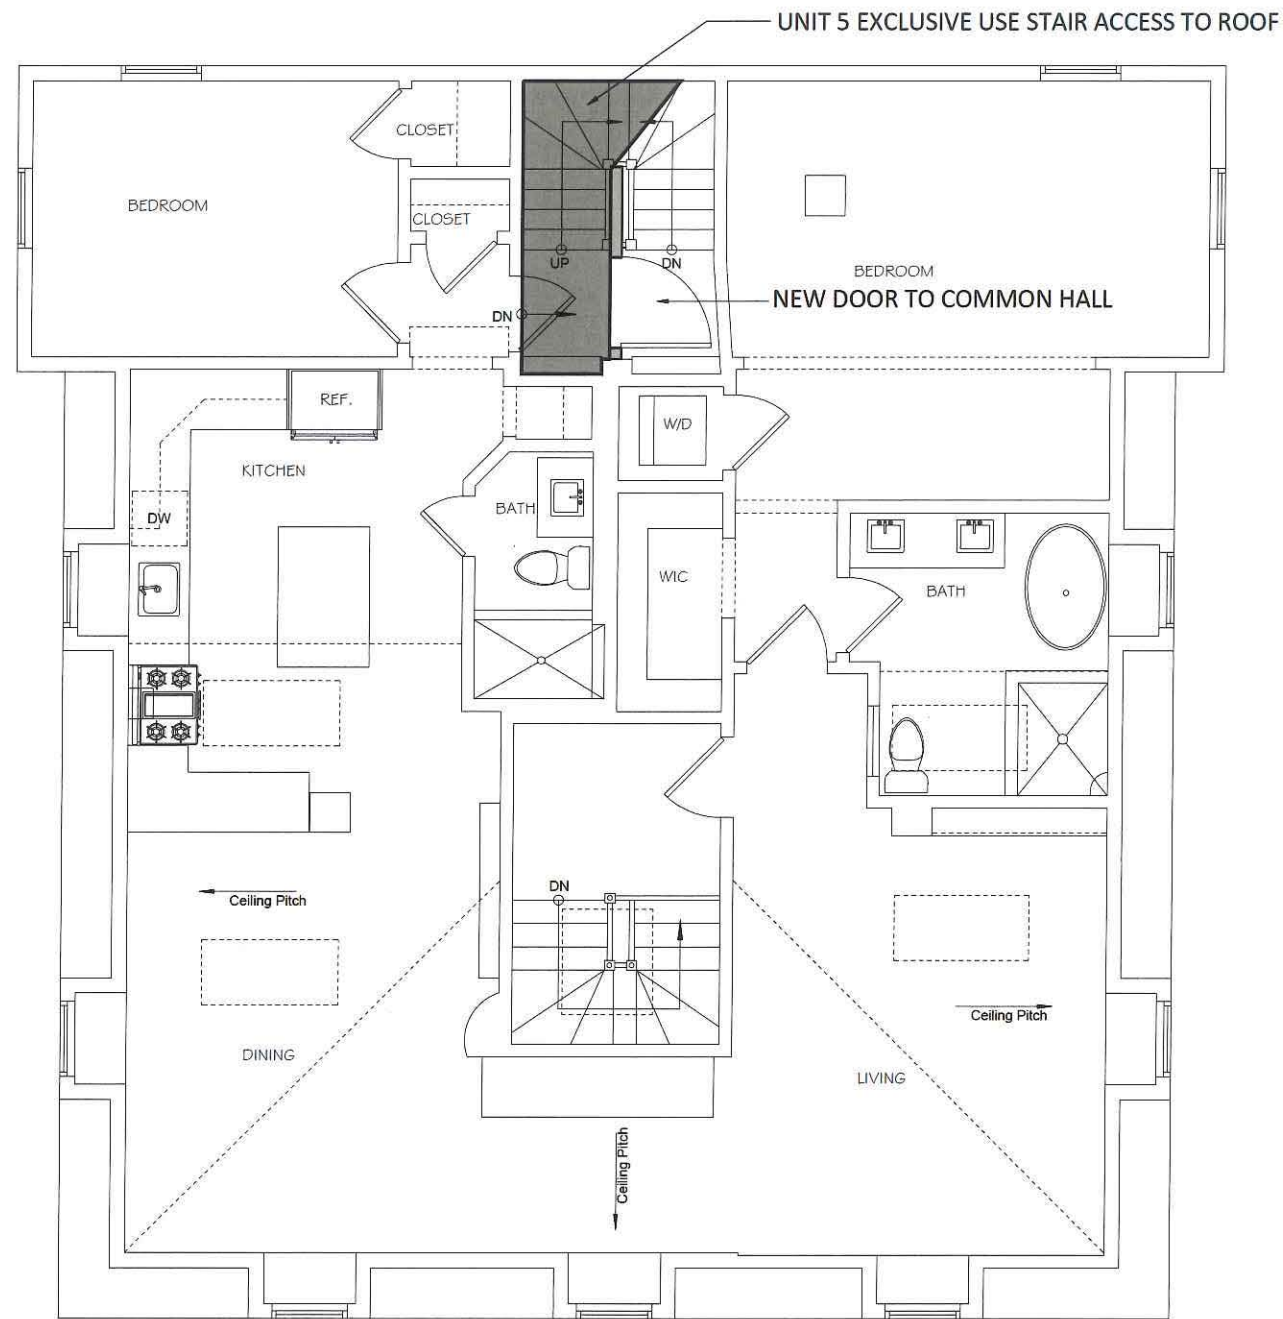 UNIT 5 EXCLUSIVE USE STAIR ACCESS TO ROOF
CLOSET
BEDROOM
CLOSET
UP
DN
BEDROOM
NEW DOOR TO COMMON HALL
DN
REF.
W/D
KITCHEN
BATH
DW
WIC
BATH
DN
Ceiling Pitch
Ceiling Pitch
DINING
LIVING
Ceiling Pitch